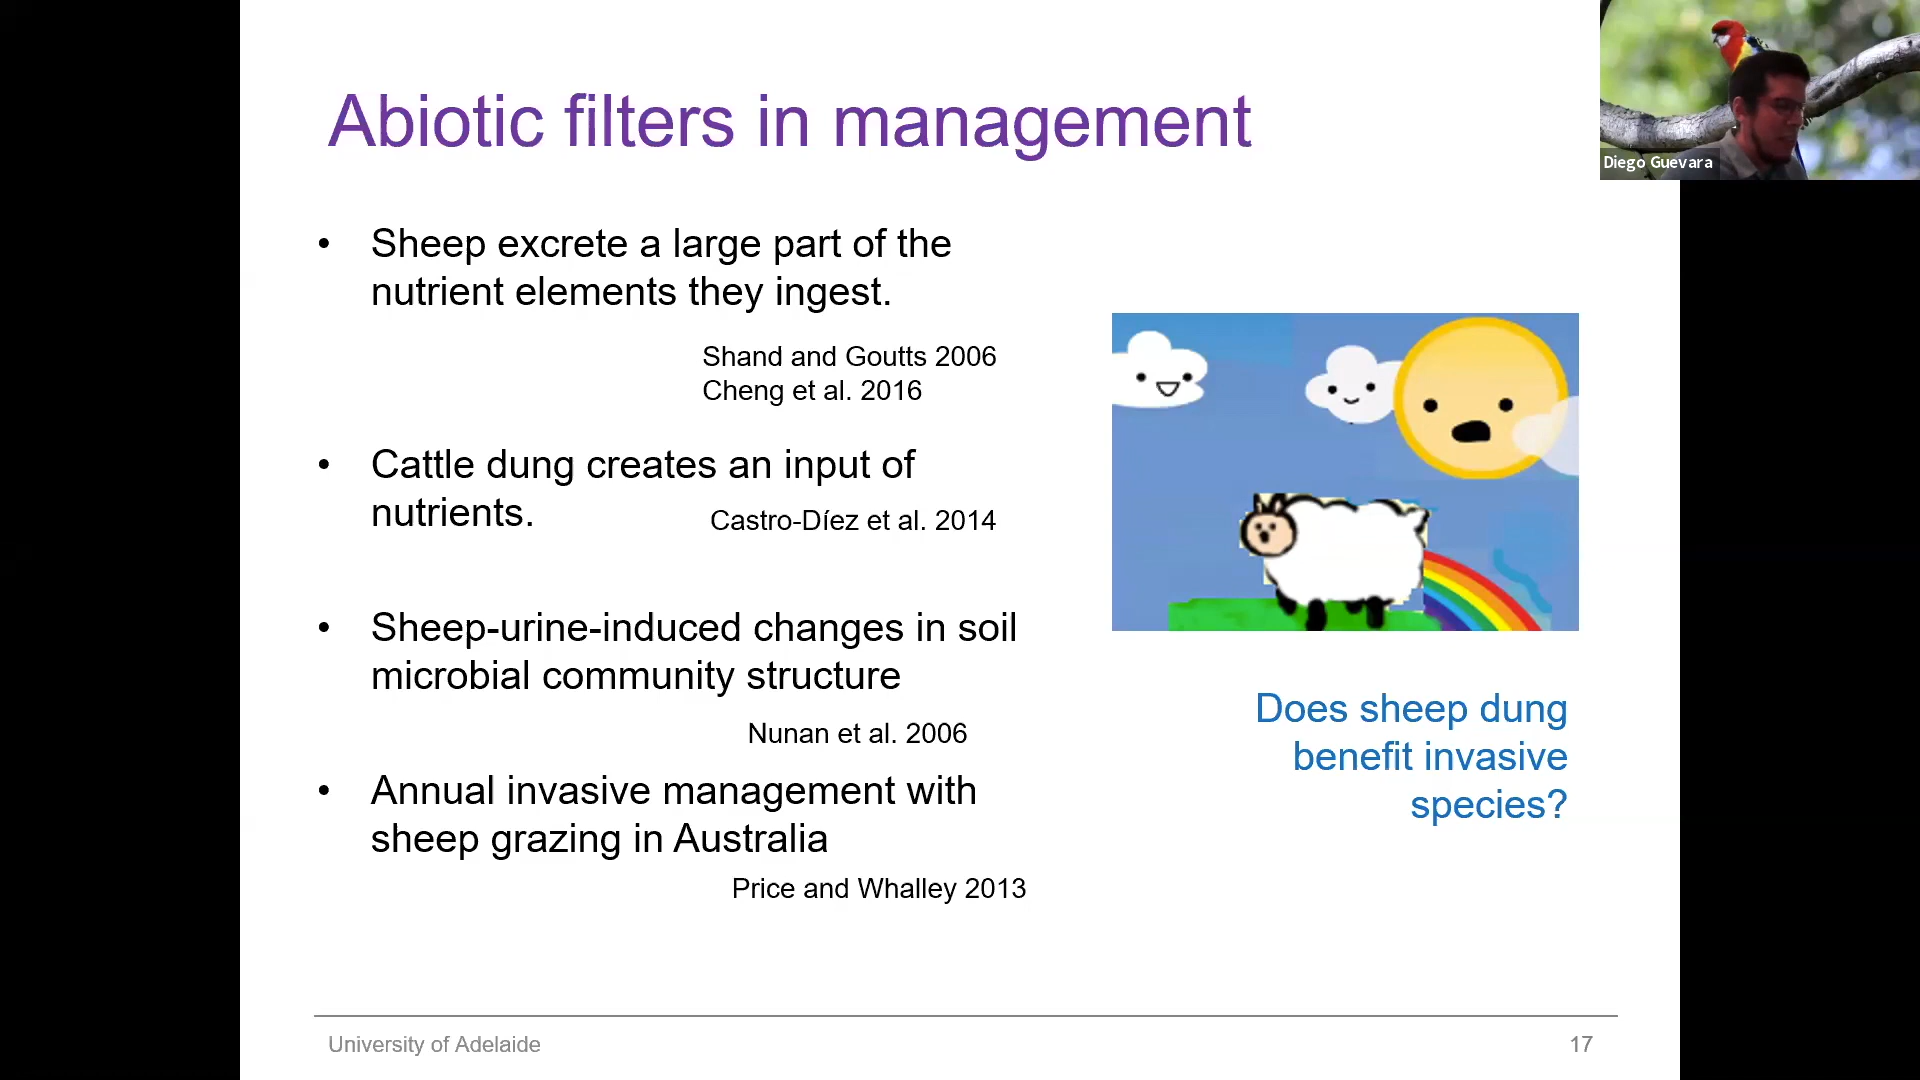 Abiotic filters in management
Diego Guevara
• Sheep excrete a large part of the
nutrient elements they ingest.
Shand and Goutts 2006
Cheng et al. 2016
• Cattle dung creates an input of
nutrients.
Castro-Díez et al. 2014
• Sheep-urine-induced changes in soil
microbial community structure
Nunan et al. 2006
• Annual invasive management with
sheep grazing in Australia
Price and Whalley 2013
Does sheep dung
benefit invasive
species?
University of Adelaide
17